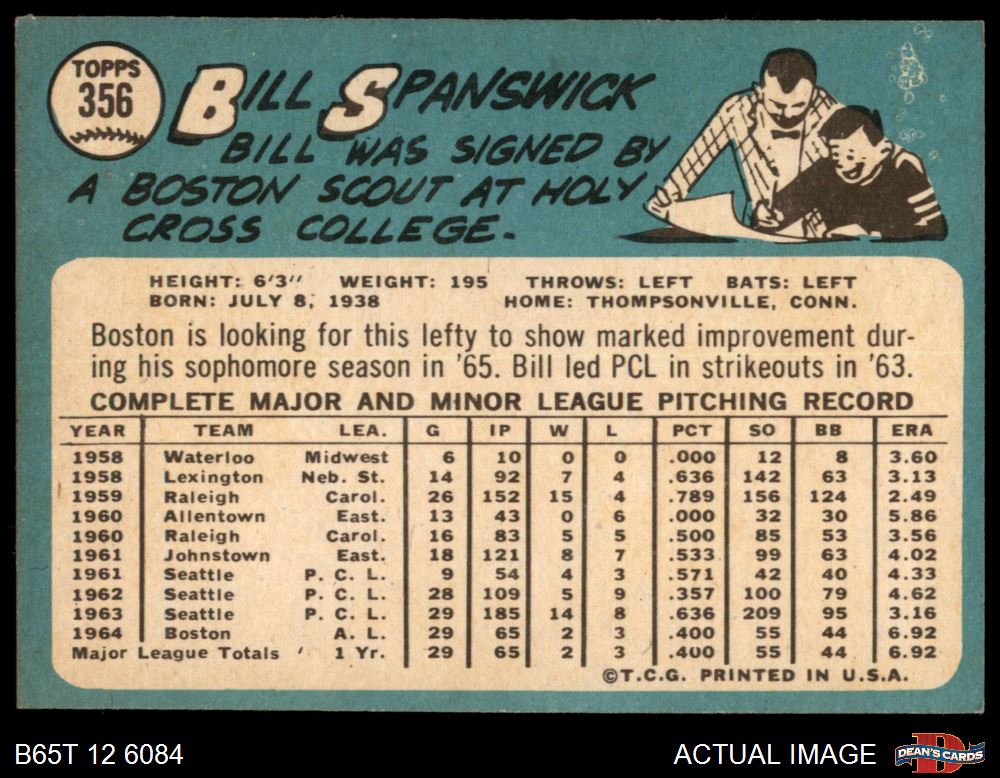 TOPPS
356
BILL SPANSWICK
BILL WAS SIGNED BY
A BOSTON SCOUT AT HOLY
CROSS COLLEGE.
HEIGHT: 6'3" WEIGHT: 195 THROWS: LEFT BATS: LEFT
BORN: JULY 8, 1938 HOME: THOMPSONVILLE, CONN.
Boston is looking for this lefty to show marked improvement dur-
ing his sophomore season in '65. Bill led PCL in strikeouts in '63.
COMPLETE MAJOR AND MINOR LEAGUE PITCHING RECORD
YEAR TEAM LEA. G IP W L PCT SO BB ERA
1958 Waterloo Midwest 6 10 0 0 .000 12 8 3.60
1958 Lexington Neb. St. 14 92 7 4 .636 142 63 3.13
1959 Raleigh Carol. 26 152 15 4 .789 156 124 2.49
1960 Allentown East. 13 43 0 6 .000 32 30 5.86
1960 Raleigh Carol. 16 83 5 5 .500 85 53 3.56
1961 Johnstown East. 18 121 8 7 .533 99 63 4.02
1961 Seattle P. C. L. 9 54 4 3 .571 42 40 4.33
1962 Seattle P. C. L. 28 109 5 9 .357 100 79 4.62
1963 Seattle P. C. L. 29 185 14 8 .636 209 95 3.16
1964 Boston A. L. 29 65 2 3 .400 55 44 6.92
Major League Totals 1 Yr. 29 65 2 3 .400 55 44 6.92
©T.C.G. PRINTED IN U.S.A.
B65T 12 6084 ACTUAL IMAGE DEAN'S CARDS